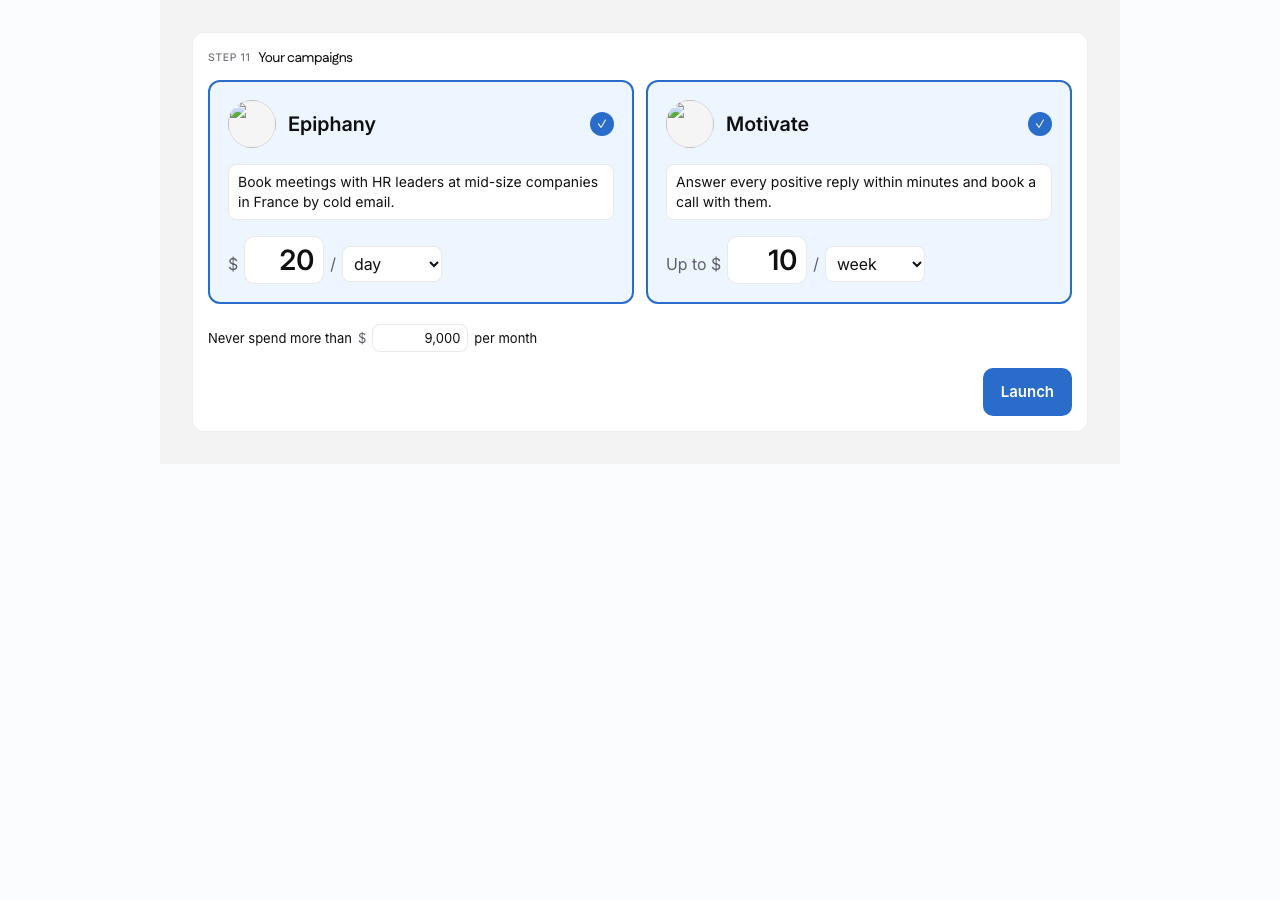 STEP 11 Your campaigns
Epiphany
Book meetings with HR leaders at mid-size companies
in France by cold email.
$ 20 / day
Motivate
Answer every positive reply within minutes and book a
call with them.
Up to $ 10 / week
Never spend more than $ 9,000 per month
Launch